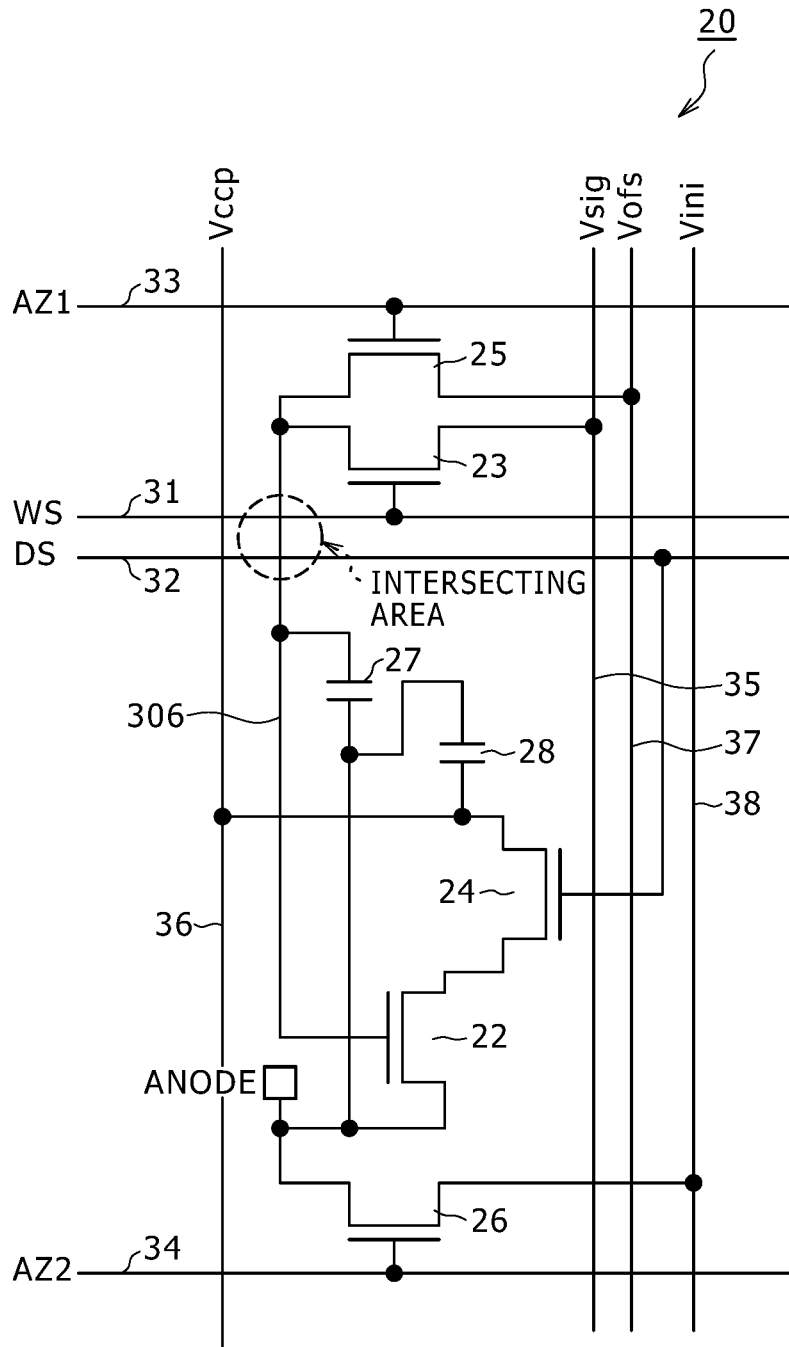 20
Vccp
Vsig
Vofs
Vini
AZ1
33
25
23
WS
31
DS
32
INTERSECTING
AREA
27
35
306
28
37
38
24
36
22
ANODE
26
AZ2
34